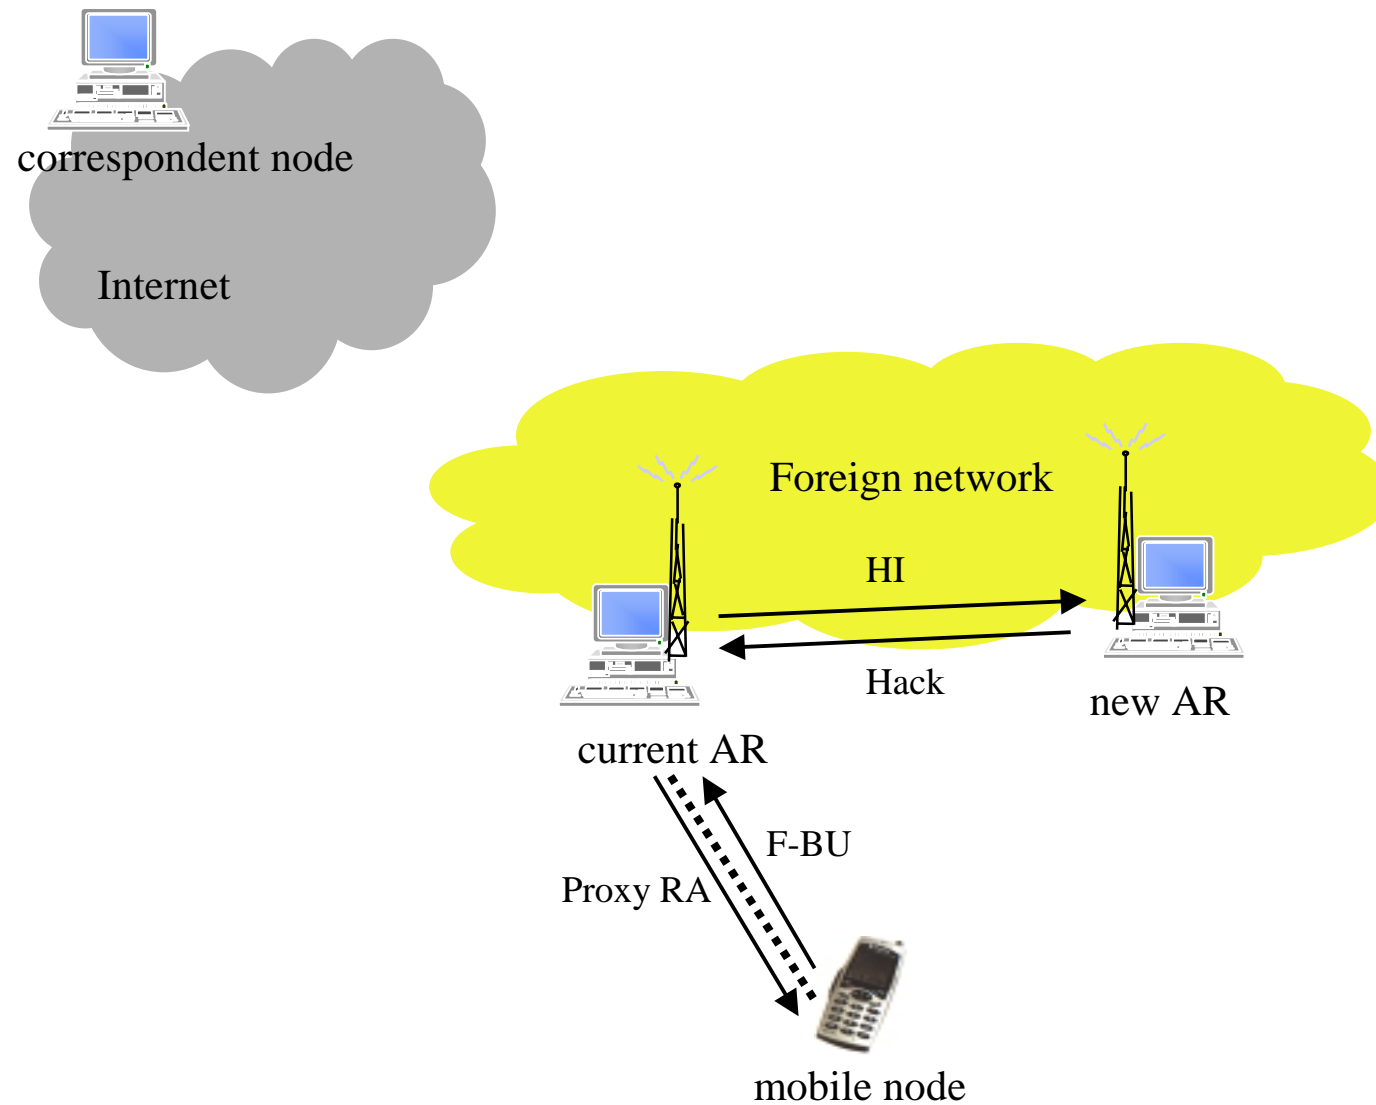 correspondent node
Internet
Foreign network
HI
Hack
new AR
current AR
F-BU
Proxy RA
mobile node